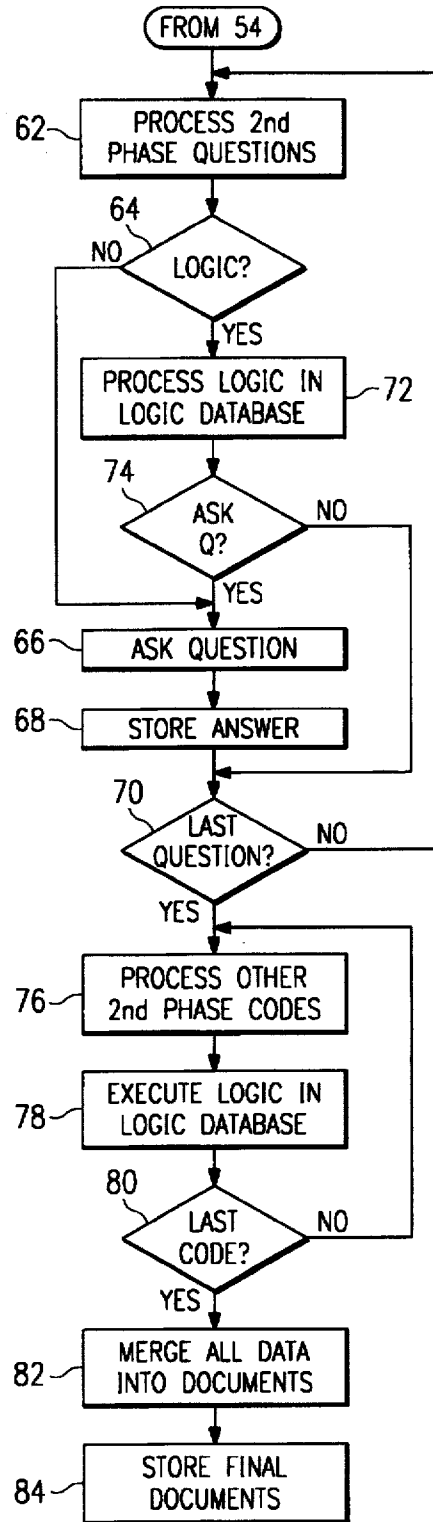 FROM 54
62
PROCESS 2nd
PHASE QUESTIONS
64
NO
LOGIC?
YES
PROCESS LOGIC IN
LOGIC DATABASE
72
74
ASK
Q?
NO
YES
66
ASK QUESTION
68
STORE ANSWER
70
LAST
QUESTION?
NO
YES
76
PROCESS OTHER
2nd PHASE CODES
78
EXECUTE LOGIC IN
LOGIC DATABASE
80
LAST
CODE?
NO
YES
82
MERGE ALL DATA
INTO DOCUMENTS
84
STORE FINAL
DOCUMENTS